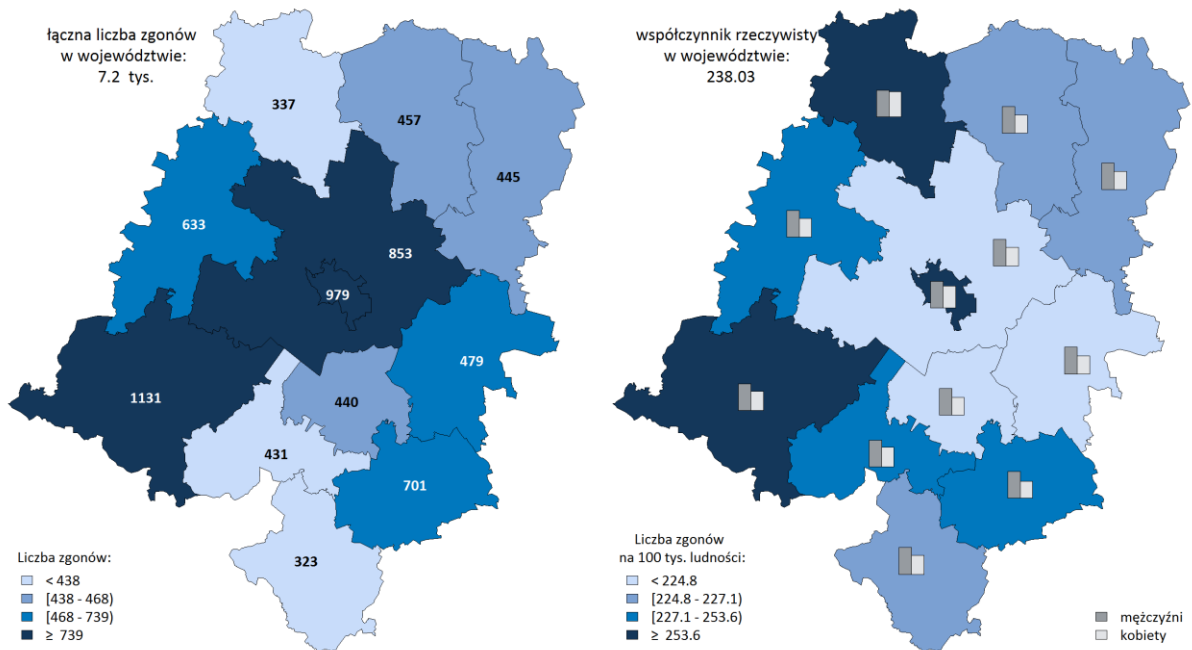 łączna liczba zgonów
w województwie:
7.2 tys.
337
457
445
633
853
979
479
1131
440
431
701
323
Liczba zgonów:
< 438
[438 - 468)
[468 - 739)
≥ 739
współczynnik rzeczywisty
w województwie:
238.03
Liczba zgonów
na 100 tys. ludności:
< 224.8
[224.8 - 227.1)
[227.1 - 253.6)
≥ 253.6
mężczyźni
kobiety